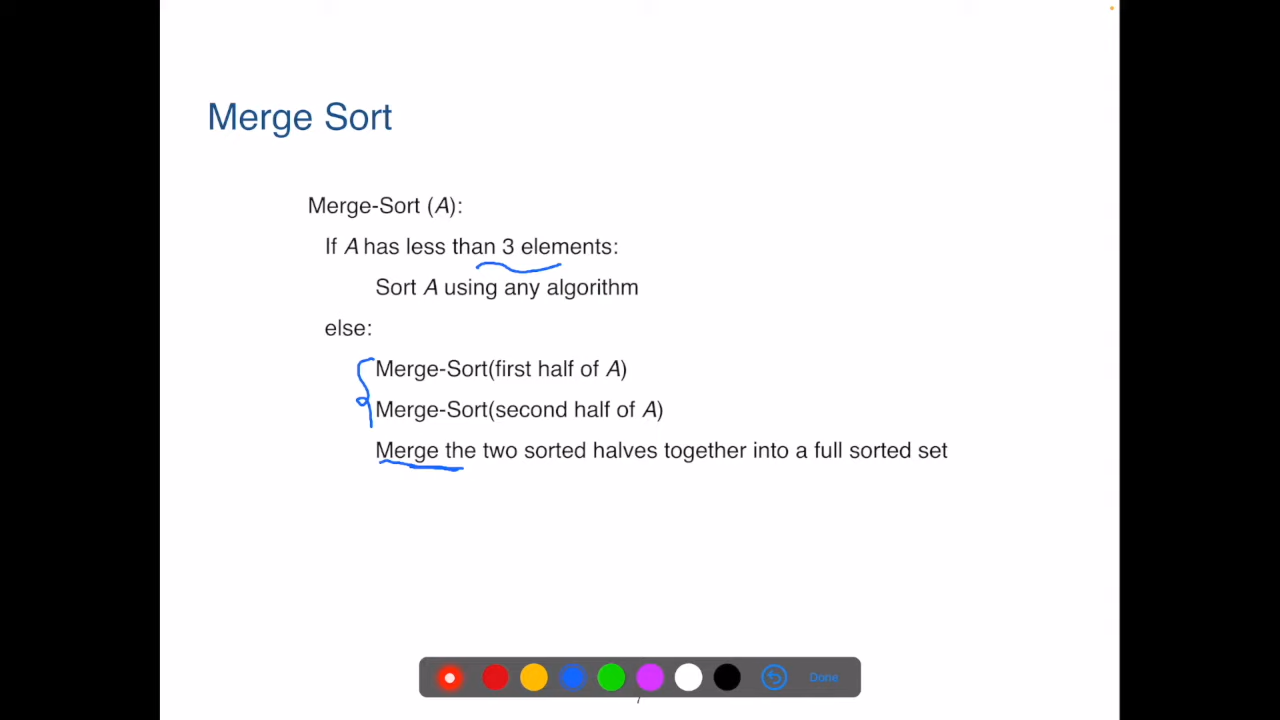 Merge Sort
Merge-Sort (A):
If A has less than 3 elements:
Sort A using any algorithm
else:
Merge-Sort(first half of A)
Merge-Sort(second half of A)
Merge the two sorted halves together into a full sorted set
Done